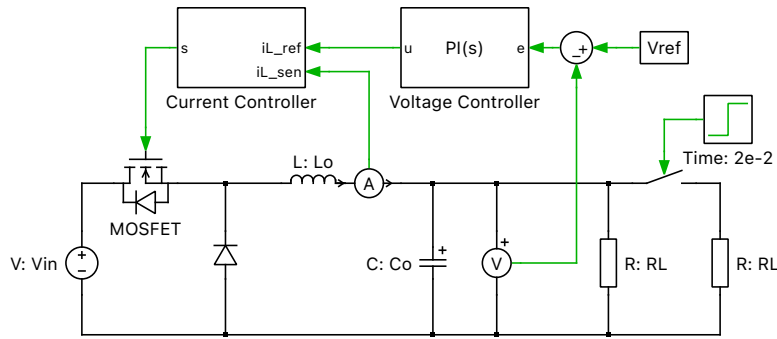 s
iL_ref
iL_sen
Current Controller
u
PI(s)
e
Voltage Controller
−
+
Vref
Time: 2e-2
MOSFET
L: Lo
A
V: Vin
+
−
C: Co
+
V
+
R: RL
R: RL